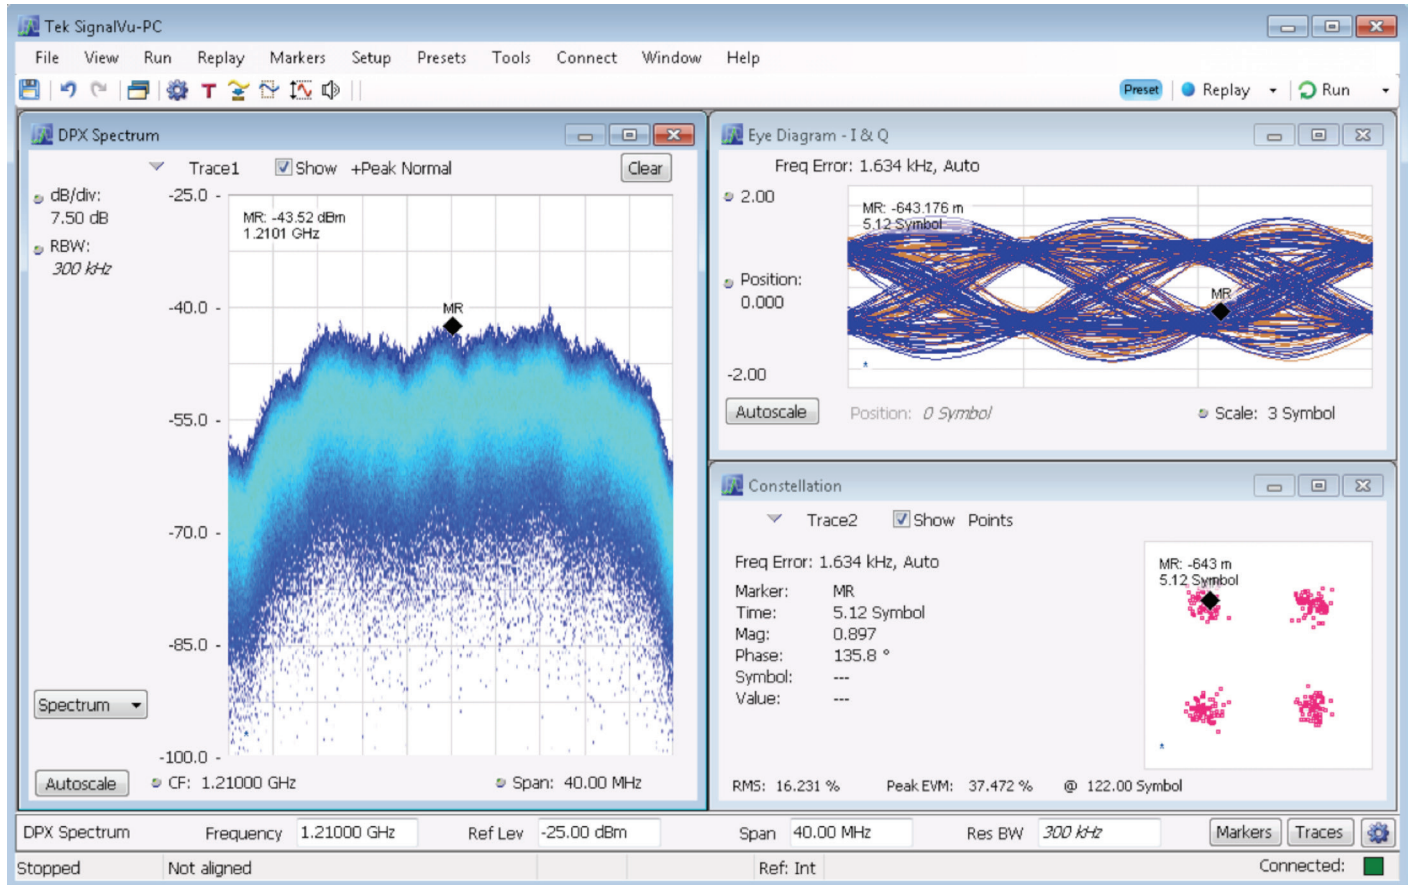 Tek SignalVu-PC
File View Run Replay Markers Setup Presets Tools Connect Window Help
T Preset Replay Run
DPX Spectrum
Trace1 Show +Peak Normal Clear
dB/div:
7.50 dB
RBW:
300 kHz
MR: -43.52 dBm
1.2101 GHz
MR
-25.0 -
-40.0 -
-55.0 -
-70.0 -
-85.0 -
-100.0 -
Spectrum
Autoscale CF: 1.21000 GHz Span: 40.00 MHz
Eye Diagram - I & Q
Freq Error: 1.634 kHz, Auto
2.00
MR: -643.176 m
5.12 Symbol
Position:
0.000
MR
-2.00
Autoscale Position: 0 Symbol Scale: 3 Symbol
Constellation
Trace2 Show Points
Freq Error: 1.634 kHz, Auto
Marker: MR
Time: 5.12 Symbol
Mag: 0.897
Phase: 135.8 °
Symbol: ---
Value: ---
MR: -643 m
5.12 Symbol
RMS: 16.231 % Peak EVM: 37.472 % @ 122.00 Symbol
DPX Spectrum Frequency 1.21000 GHz Ref Lev -25.00 dBm Span 40.00 MHz Res BW 300 kHz Markers Traces
Stopped Not aligned Ref: Int Connected: